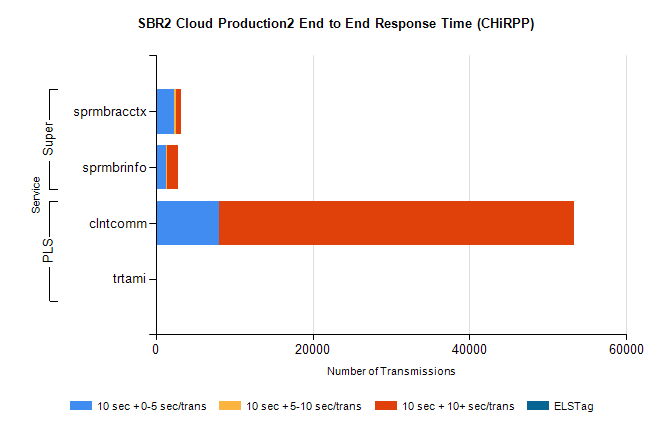 SBR2 Cloud Production2 End to End Response Time (CHiRPP)
Service
Super
sprmbracctx
sprmbrinfo
PLS
clntcomm
trtami
0 20000 40000 60000
Number of Transmissions
10 sec +0-5 sec/trans 10 sec +5-10 sec/trans 10 sec + 10+ sec/trans ELSTag